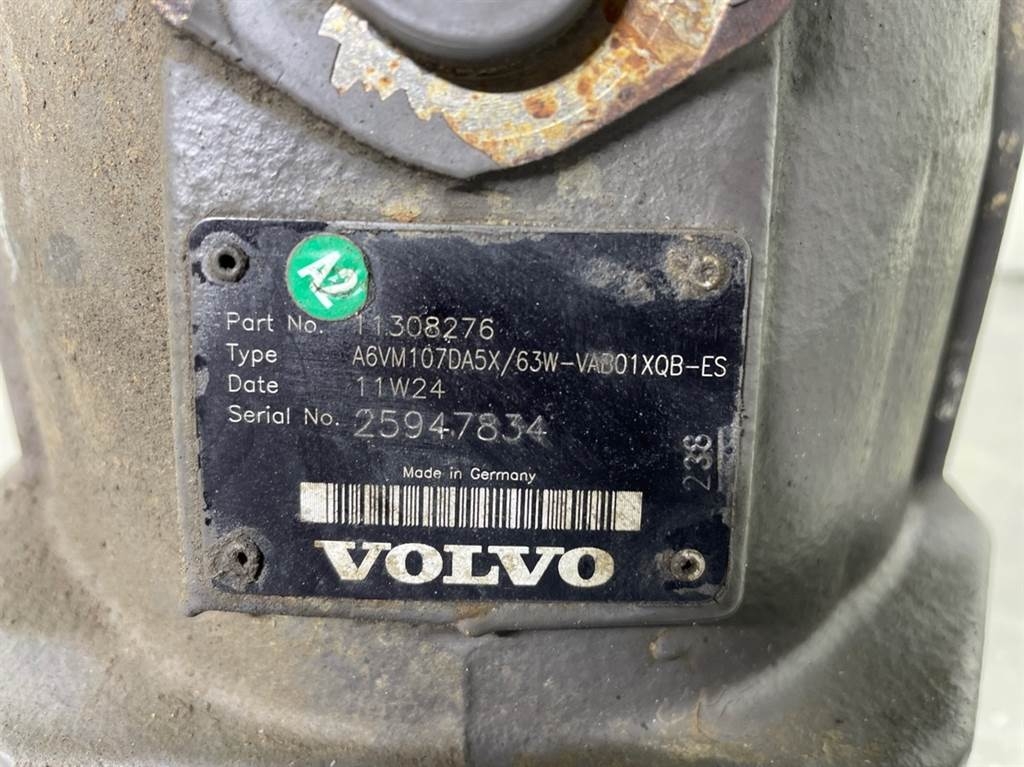 A2
Part No. 11308276
Type A6VM107DA5X/63W-VAB01XQB-ES
Date 11W24
Serial No. 25947834
238
Made in Germany
VOLVO